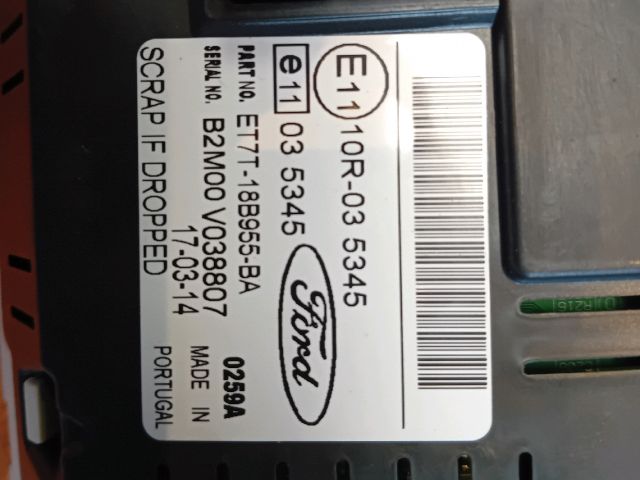 E11 10R-03 5345
e11 03 5345 Ford
PART NO. ET7T-18B955-BA
0259A
SERIAL NO. B2M00 V038807
MADE IN
17-03-14
PORTUGAL
SCRAP IF DROPPED
R216